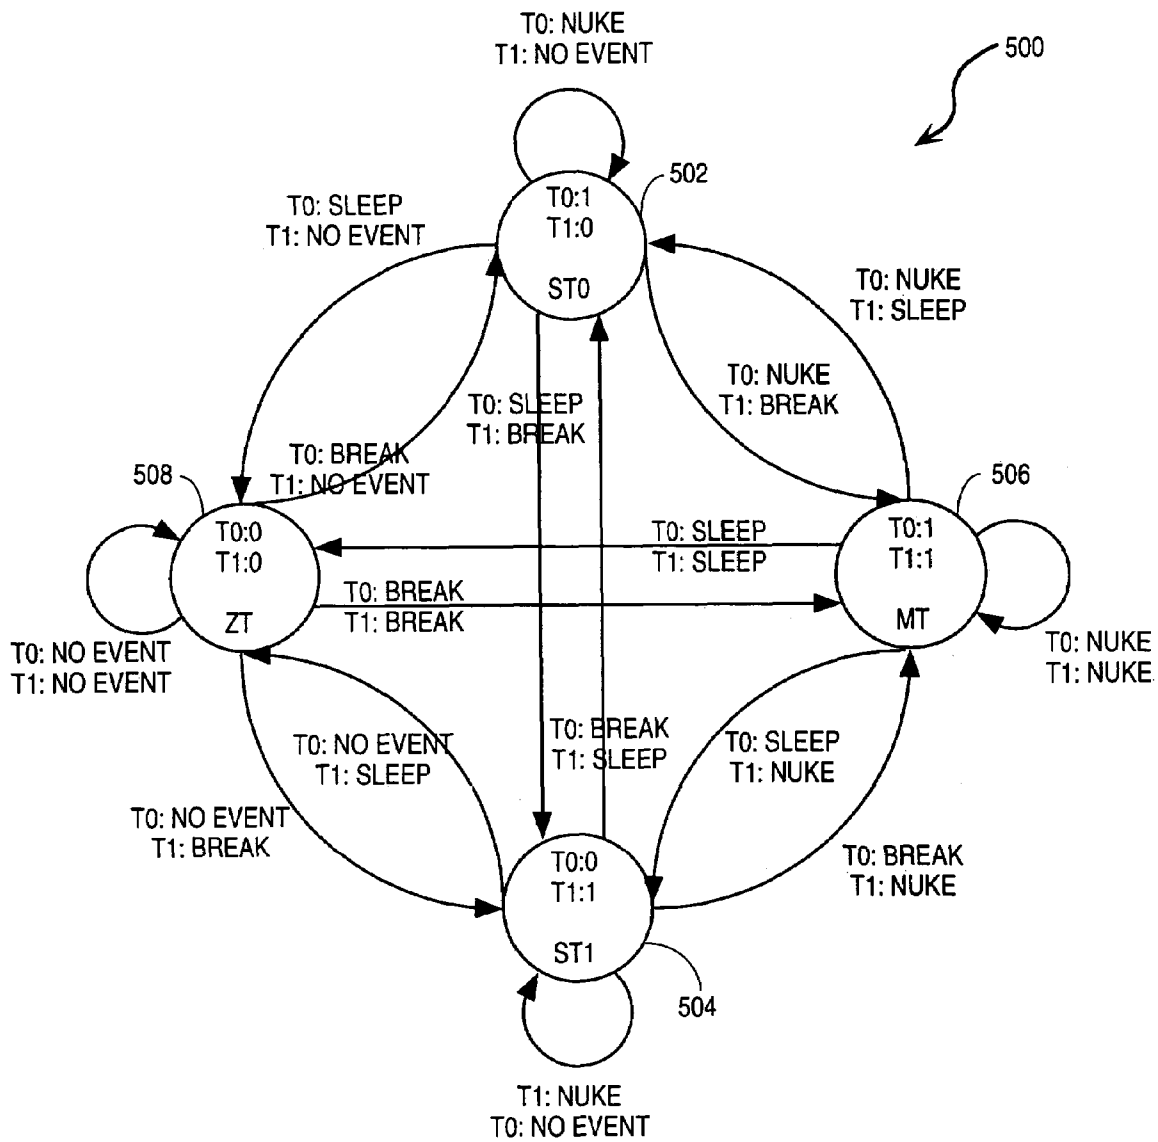 T0: NUKE
T1: NO EVENT
500
502
T0:1
T1:0
ST0
T0: SLEEP
T1: NO EVENT
T0: NUKE
T1: SLEEP
T0: NUKE
T1: BREAK
T0: SLEEP
T1: BREAK
T0: BREAK
T1: NO EVENT
508
506
T0:0
T1:0
ZT
T0: SLEEP
T1: SLEEP
T0:1
T1:1
MT
T0: BREAK
T1: BREAK
T0: NO EVENT
T1: NO EVENT
T0: NUKE
T1: NUKE
T0: NO EVENT
T1: SLEEP
T0: BREAK
T1: SLEEP
T0: SLEEP
T1: NUKE
T0: NO EVENT
T1: BREAK
T0: BREAK
T1: NUKE
T0:0
T1:1
ST1
504
T1: NUKE
T0: NO EVENT